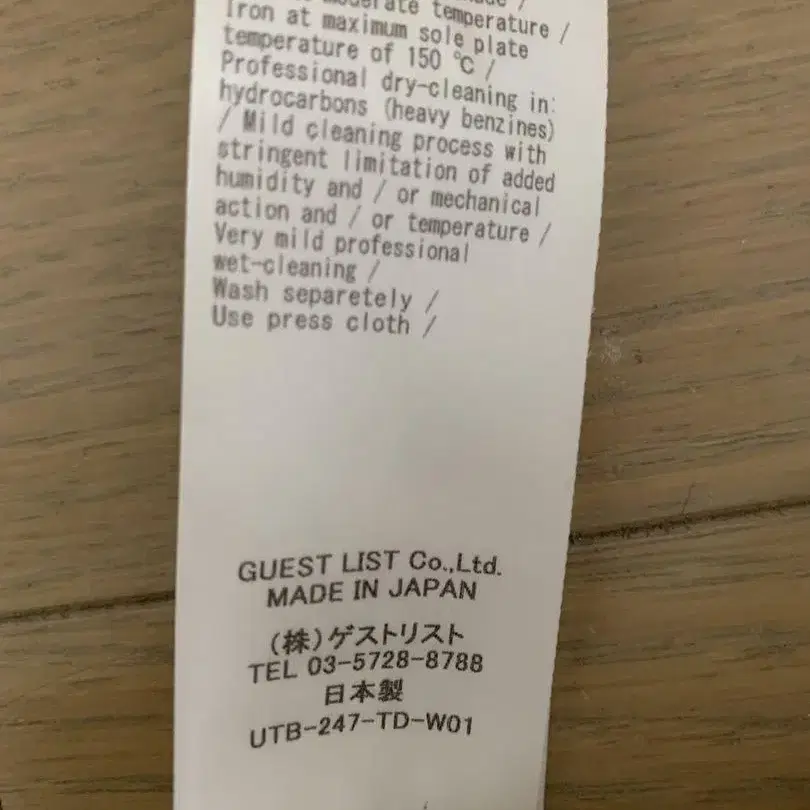 moderate temperature /
Iron at maximum sole plate
temperature of 150 ℃ /
Professional dry-cleaning in:
hydrocarbons (heavy benzines)
/ Mild cleaning process with
stringent limitation of added
humidity and / or mechanical
action and / or temperature /
Very mild professional
wet-cleaning /
Wash separetely /
Use press cloth /
GUEST LIST Co.,Ltd.
MADE IN JAPAN
(株)ゲストリスト
TEL 03-5728-8788
日本製
UTB-247-TD-W01